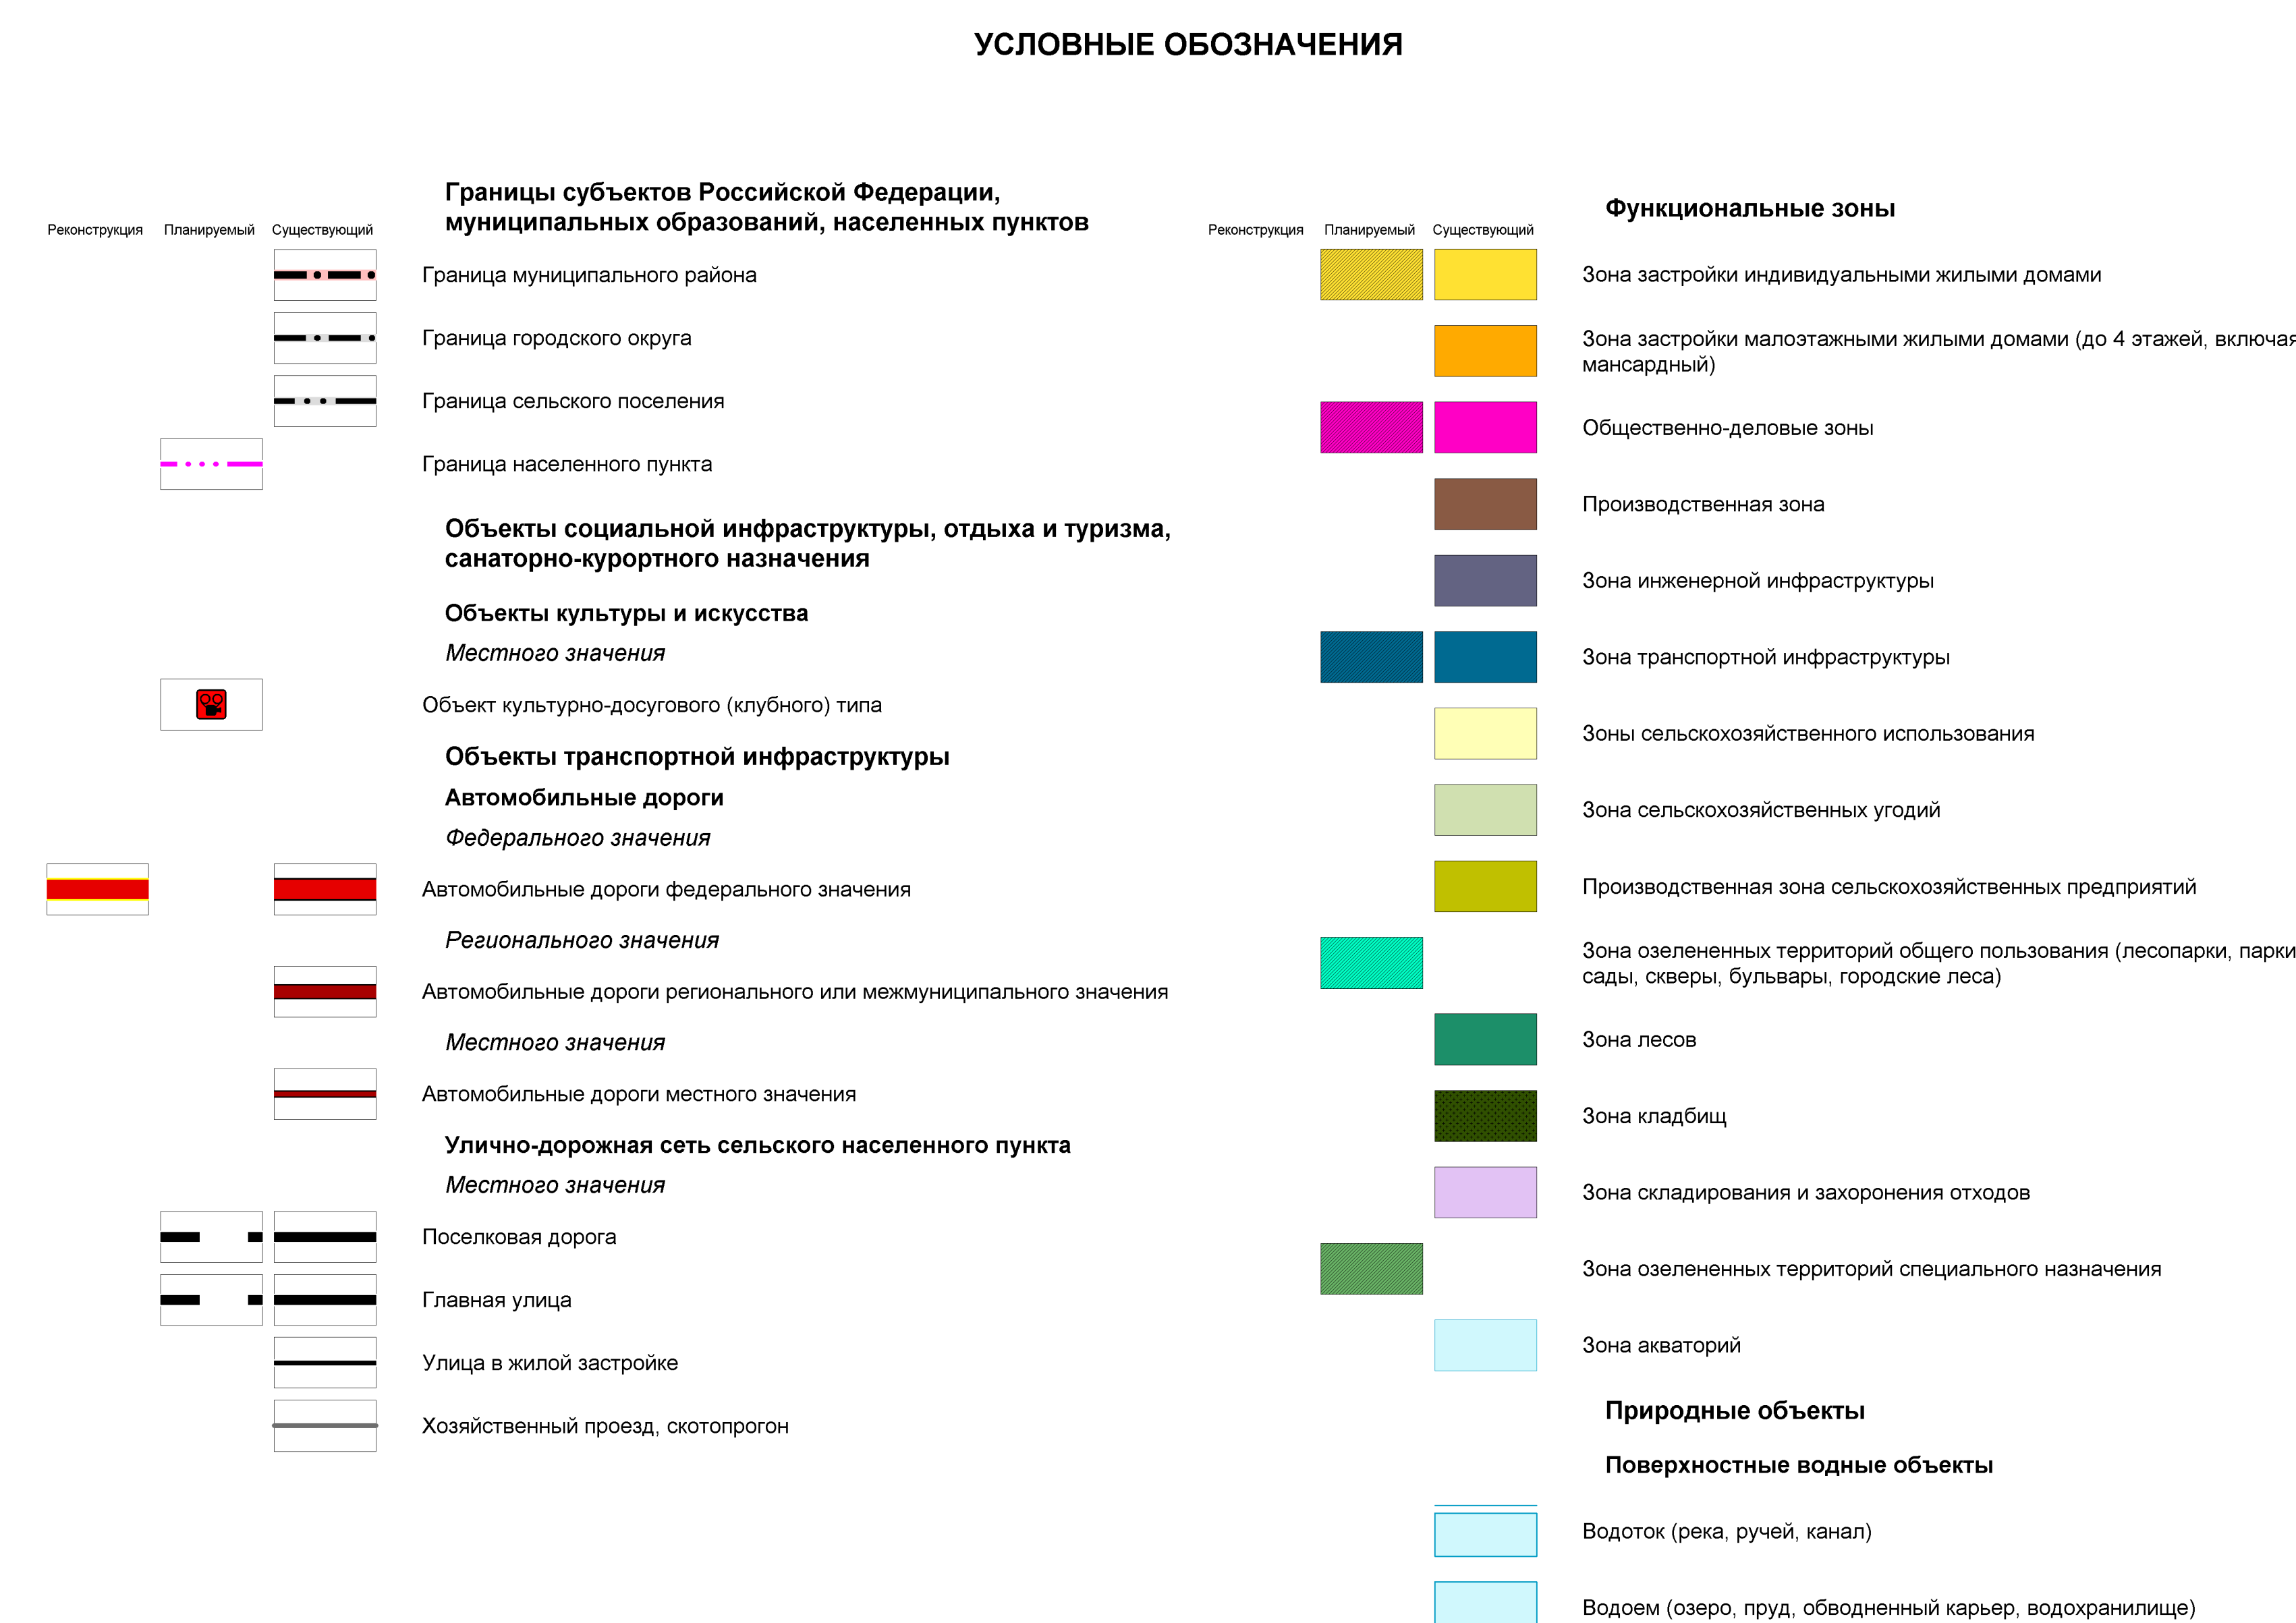 УСЛОВНЫЕ ОБОЗНАЧЕНИЯ
Границы субъектов Российской Федерации,
муниципальных образований, населенных пунктов
Реконструкция Планируемый Существующий
Граница муниципального района
Граница городского округа
Граница сельского поселения
Граница населенного пункта
Объекты социальной инфраструктуры, отдыха и туризма,
санаторно-курортного назначения
Объекты культуры и искусства
Местного значения
Объект культурно-досугового (клубного) типа
Объекты транспортной инфраструктуры
Автомобильные дороги
Федерального значения
Автомобильные дороги федерального значения
Регионального значения
Автомобильные дороги регионального или межмуниципального значения
Местного значения
Автомобильные дороги местного значения
Улично-дорожная сеть сельского населенного пункта
Местного значения
Поселковая дорога
Главная улица
Улица в жилой застройке
Хозяйственный проезд, скотопрогон
Функциональные зоны
Реконструкция Планируемый Существующий
Зона застройки индивидуальными жилыми домами
Зона застройки малоэтажными жилыми домами (до 4 этажей, включая
мансардный)
Общественно-деловые зоны
Производственная зона
Зона инженерной инфраструктуры
Зона транспортной инфраструктуры
Зоны сельскохозяйственного использования
Зона сельскохозяйственных угодий
Производственная зона сельскохозяйственных предприятий
Зона озелененных территорий общего пользования (лесопарки, парки
сады, скверы, бульвары, городские леса)
Зона лесов
Зона кладбищ
Зона складирования и захоронения отходов
Зона озелененных территорий специального назначения
Зона акваторий
Природные объекты
Поверхностные водные объекты
Водоток (река, ручей, канал)
Водоем (озеро, пруд, обводненный карьер, водохранилище)